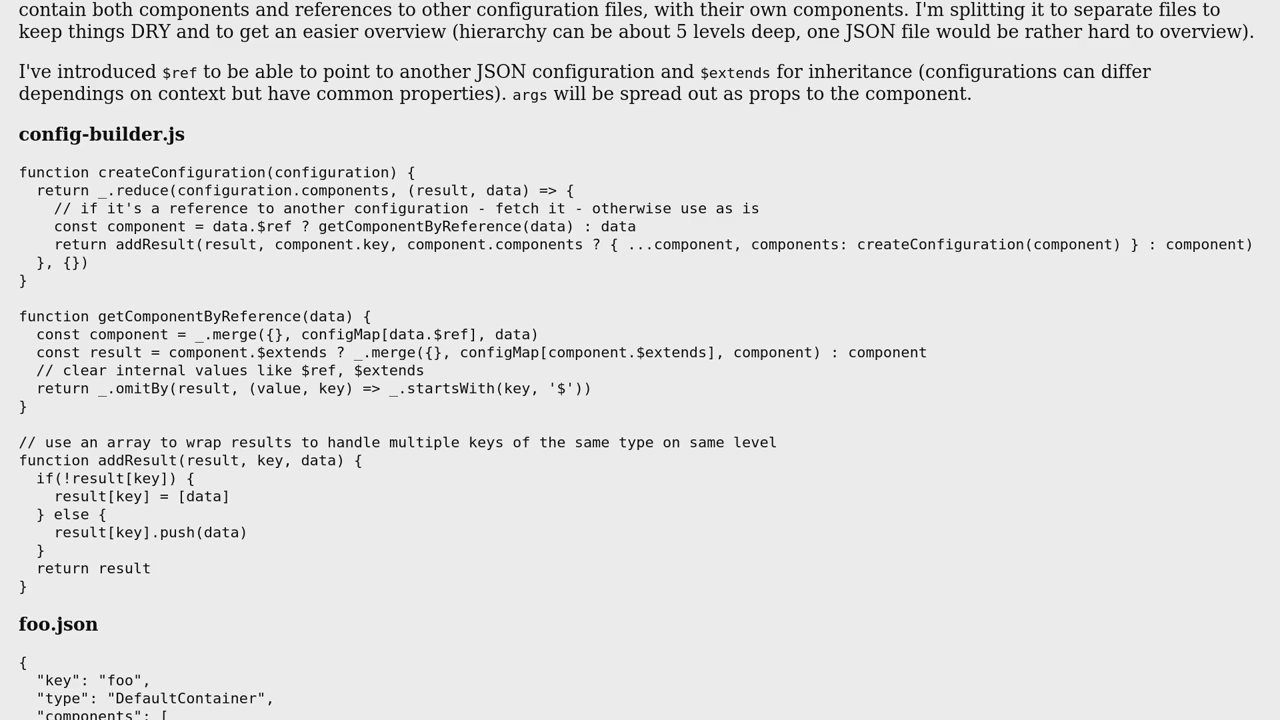 contain both components and references to other configuration files, with their own components. I'm splitting it to separate files to
keep things DRY and to get an easier overview (hierarchy can be about 5 levels deep, one JSON file would be rather hard to overview).
I've introduced $ref to be able to point to another JSON configuration and $extends for inheritance (configurations can differ
depending on context but have common properties). args will be spread out as props to the component.
config-builder.js
function createConfiguration(configuration) {
  return _.reduce(configuration.components, (result, data) => {
    // if it's a reference to another configuration - fetch it - otherwise use as is
    const component = data.$ref ? getComponentByReference(data) : data
    return addResult(result, component.key, component.components ? { ...component, components: createConfiguration(component) } : component)
  }, {})
}
function getComponentByReference(data) {
  const component = _.merge({}, configMap[data.$ref], data)
  const result = component.$extends ? _.merge({}, configMap[component.$extends], component) : component
  // clear internal values like $ref, $extends
  return _.omitBy(result, (value, key) => _.startsWith(key, '$'))
}
// use an array to wrap results to handle multiple keys of the same type on same level
function addResult(result, key, data) {
  if(!result[key]) {
    result[key] = [data]
  } else {
    result[key].push(data)
  }
  return result
}
foo.json
{
  "key": "foo",
  "type": "DefaultContainer",
  "components": [